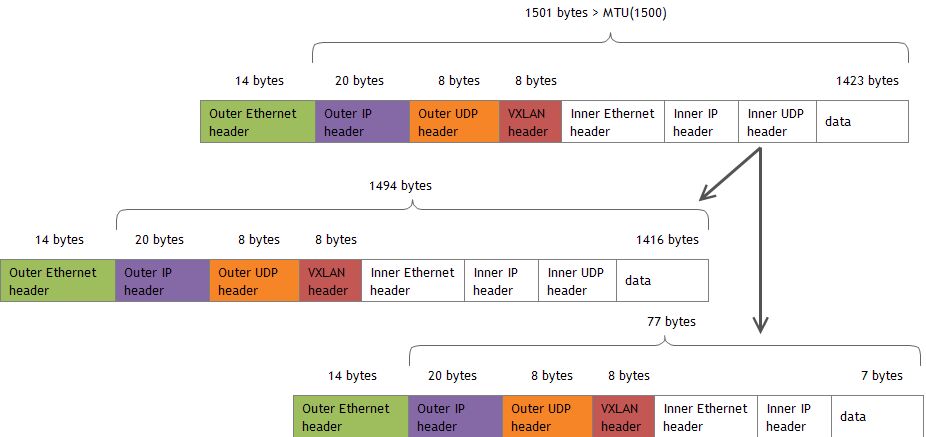 1501 bytes > MTU(1500)
14 bytes 20 bytes 8 bytes 8 bytes 1423 bytes
Outer Ethernet Outer IP Outer UDP VXLAN Inner Ethernet Inner IP Inner UDP data
header header header header header header header
1494 bytes
14 bytes 20 bytes 8 bytes 8 bytes 1416 bytes
Outer Ethernet Outer IP Outer UDP VXLAN Inner Ethernet Inner IP Inner UDP data
header header header header header header header
77 bytes
14 bytes 20 bytes 8 bytes 8 bytes 7 bytes
Outer Ethernet Outer IP Outer UDP VXLAN Inner Ethernet Inner IP data
header header header header header header